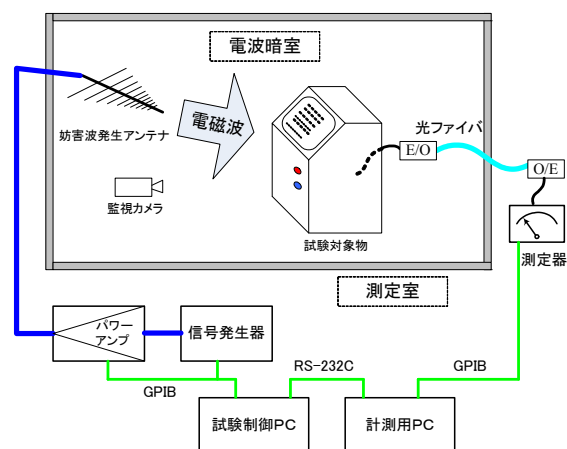 電波暗室
妨害波発生アンテナ
電磁波
光ファイバ
E/O
O/E
監視カメラ
試験対象物
測定器
測定室
パワー
アンプ
信号発生器
RS-232C
GPIB
GPIB
試験制御PC
計測用PC